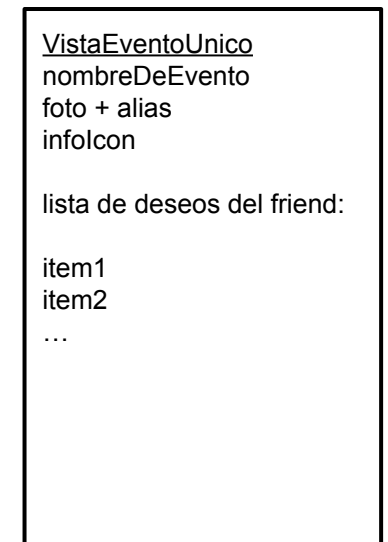 VistaEventoUnico
nombreDeEvento
foto + alias
infoIcon
lista de deseos del friend:
item1
item2
…